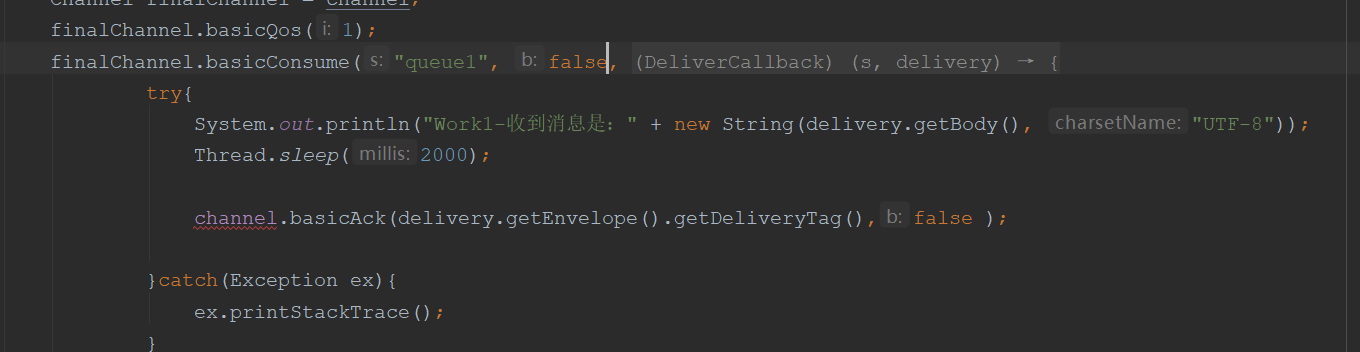 Channel finalChannel = channel;
finalChannel.basicQos( i: 1);
finalChannel.basicConsume( s: "queue1", b: false, (DeliverCallback) (s, delivery) → {
try{
System.out.println("Work1-收到消息是：" + new String(delivery.getBody(), charsetName: "UTF-8"));
Thread.sleep( millis: 2000);
channel.basicAck(delivery.getEnvelope().getDeliveryTag(), b: false );
}catch(Exception ex){
ex.printStackTrace();
}